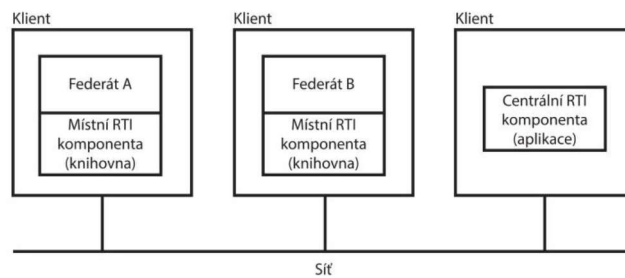 Klient
Federát A
Místní RTI
komponenta
(knihovna)
Klient
Federát B
Místní RTI
komponenta
(knihovna)
Klient
Centrální RTI
komponenta
(aplikace)
Síť